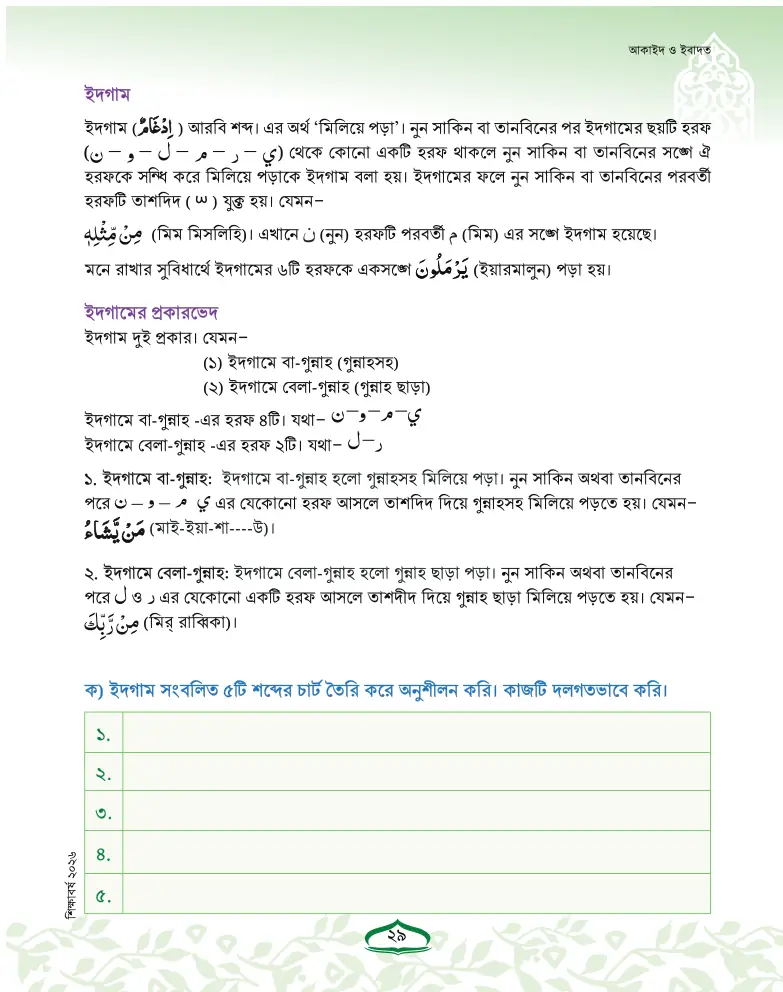 আকাইদ ও ইবাদত
ইদগাম
ইদগাম (إِدْغَامٌ) আরবি শব্দ। এর অর্থ ‘মিলিয়ে পড়া’। নুন সাকিন বা তানবিনের পর ইদগামের ছয়টি হরফ
(ي – ر – م – ل – و – ن) থেকে কোনো একটি হরফ থাকলে নুন সাকিন বা তানবিনের সঙ্গে ঐ
হরফকে সন্ধি করে মিলিয়ে পড়াকে ইদগাম বলা হয়। ইদগামের ফলে নুন সাকিন বা তানবিনের পরবর্তী
হরফটি তাশদিদ ( ّ ) যুক্ত হয়। যেমন–
مِنْ مِّثْلِهٖ (মিম মিসলিহি)। এখানে ن (নুন) হরফটি পরবর্তী م (মিম) এর সঙ্গে ইদগাম হয়েছে।
মনে রাখার সুবিধার্থে ইদগামের ৬টি হরফকে একসঙ্গে يَرْمَلُونَ (ইয়ারমালুন) পড়া হয়।
ইদগামের প্রকারভেদ
ইদগাম দুই প্রকার। যেমন–
(১) ইদগামে বা-গুন্নাহ (গুন্নাহসহ)
(২) ইদগামে বেলা-গুন্নাহ (গুন্নাহ ছাড়া)
ইদগামে বা-গুন্নাহ -এর হরফ ৪টি। যথা– ي–م–و–ن
ইদগামে বেলা-গুন্নাহ -এর হরফ ২টি। যথা– ر–ل
১. ইদগামে বা-গুন্নাহ: ইদগামে বা-গুন্নাহ হলো গুন্নাহসহ মিলিয়ে পড়া। নুন সাকিন অথবা তানবিনের
পরে ي م – و – ن এর যেকোনো হরফ আসলে তাশদিদ দিয়ে গুন্নাহসহ মিলিয়ে পড়তে হয়। যেমন–
مَنْ يَّشَاءُ (মাই-ইয়া-শা----উ)।
২. ইদগামে বেলা-গুন্নাহ: ইদগামে বেলা-গুন্নাহ হলো গুন্নাহ ছাড়া পড়া। নুন সাকিন অথবা তানবিনের
পরে ل ও ر এর যেকোনো একটি হরফ আসলে তাশদীদ দিয়ে গুন্নাহ ছাড়া মিলিয়ে পড়তে হয়। যেমন–
مِنْ رَّبِّكَ (মির্ রাব্বিকা)।
ক) ইদগাম সংবলিত ৫টি শব্দের চার্ট তৈরি করে অনুশীলন করি। কাজটি দলগতভাবে করি।
১.
২.
৩.
৪.
৫.
শিক্ষাবর্ষ ২০২৬
২৯